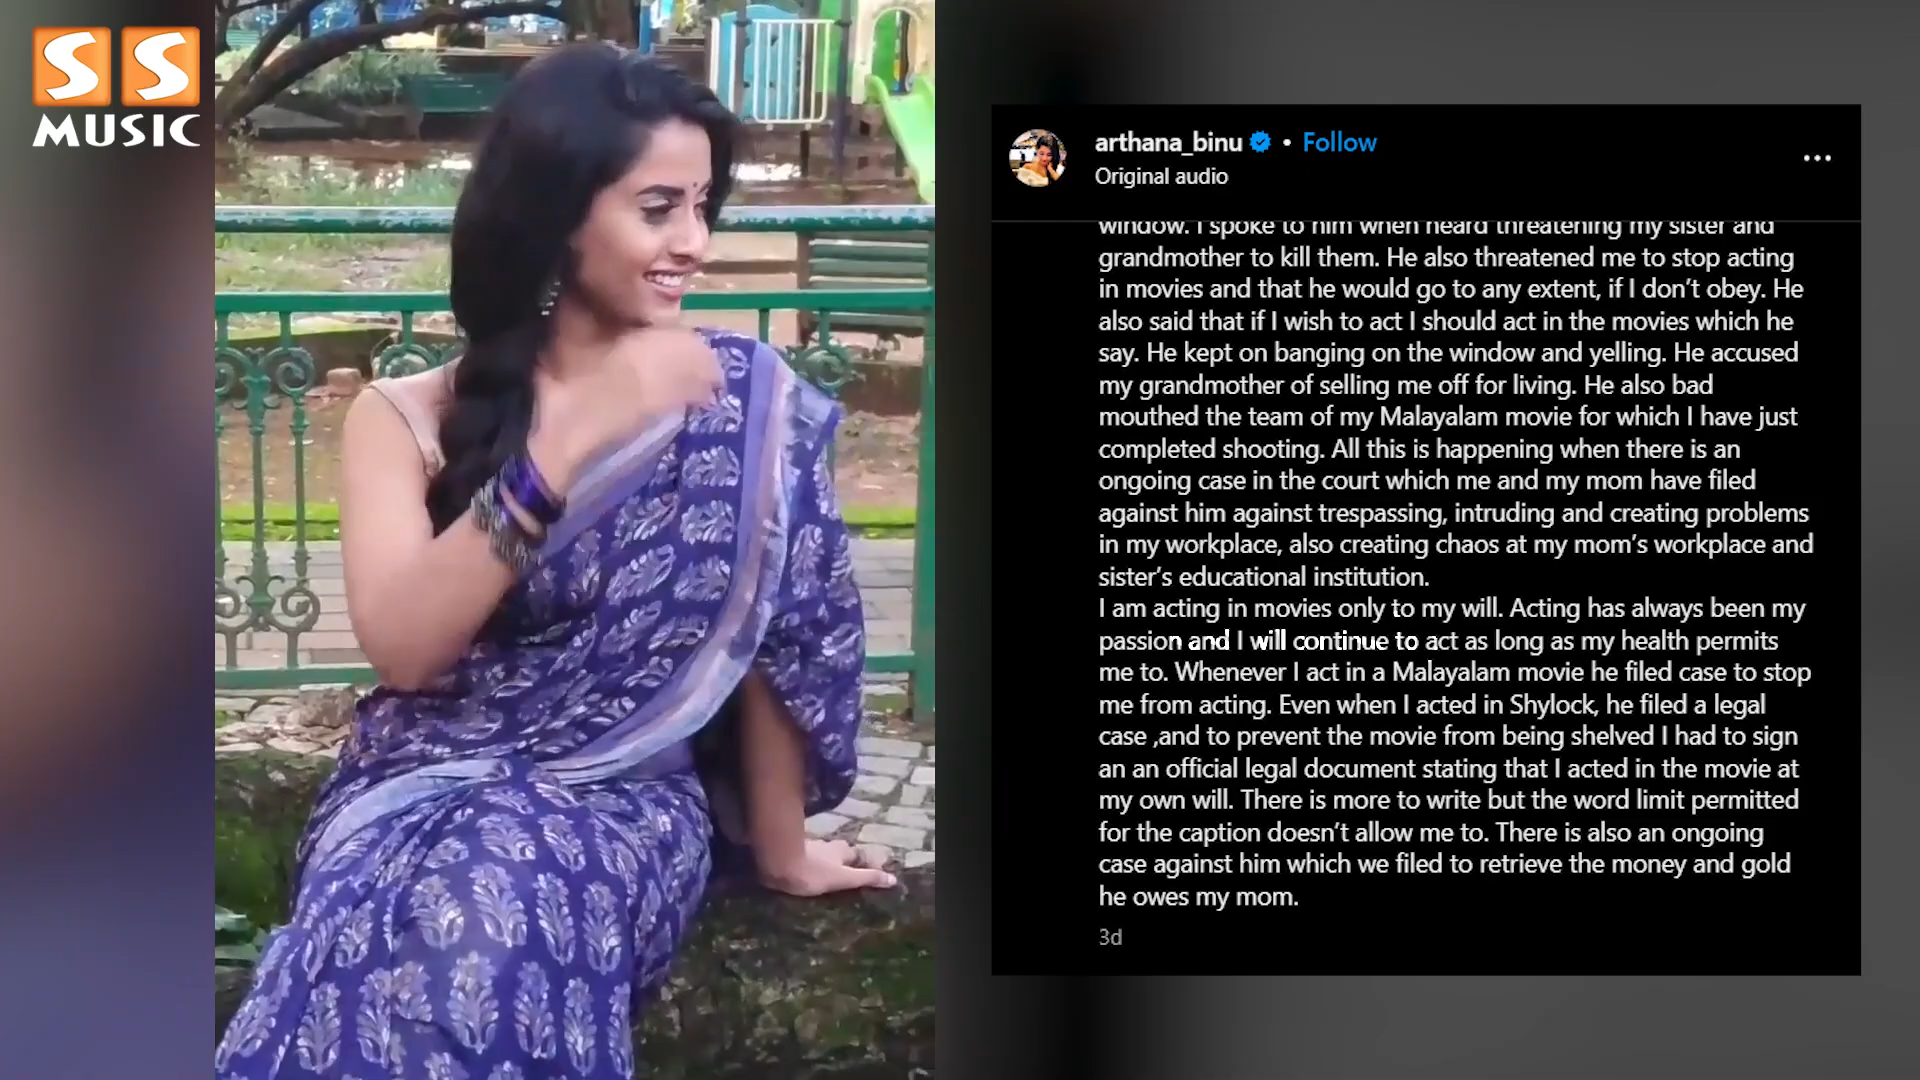 SS
MUSIC
arthana_binu • Follow
Original audio
window. I spoke to him when heard threatening my sister and
grandmother to kill them. He also threatened me to stop acting
in movies and that he would go to any extent, if I don’t obey. He
also said that if I wish to act I should act in the movies which he
say. He kept on banging on the window and yelling. He accused
my grandmother of selling me off for living. He also bad
mouthed the team of my Malayalam movie for which I have just
completed shooting. All this is happening when there is an
ongoing case in the court which me and my mom have filed
against him against trespassing, intruding and creating problems
in my workplace, also creating chaos at my mom’s workplace and
sister’s educational institution.
I am acting in movies only to my will. Acting has always been my
passion and I will continue to act as long as my health permits
me to. Whenever I act in a Malayalam movie he filed case to stop
me from acting. Even when I acted in Shylock, he filed a legal
case ,and to prevent the movie from being shelved I had to sign
an an official legal document stating that I acted in the movie at
my own will. There is more to write but the word limit permitted
for the caption doesn’t allow me to. There is also an ongoing
case against him which we filed to retrieve the money and gold
he owes my mom.
3d